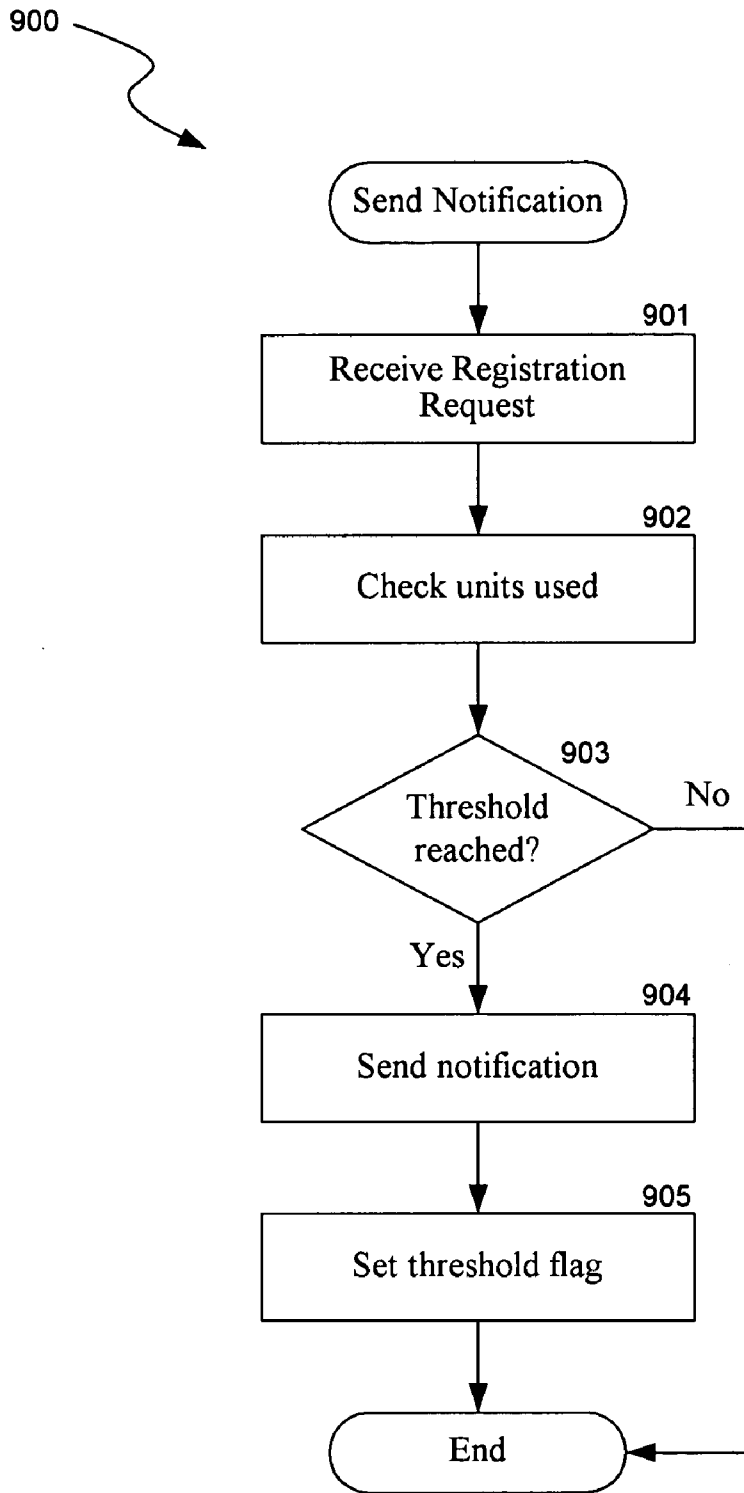 900
Send Notification
901
Receive Registration
Request
902
Check units used
903
Threshold
reached?
No
Yes
904
Send notification
905
Set threshold flag
End